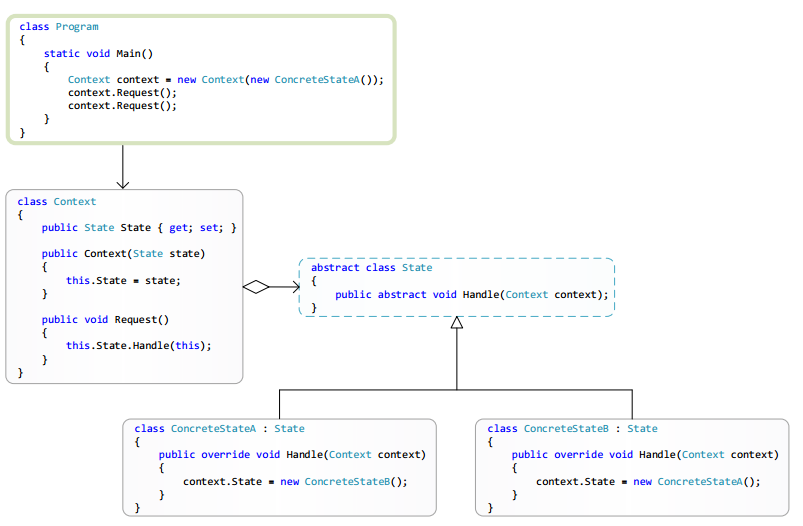 class Program
{
    static void Main()
    {
        Context context = new Context(new ConcreteStateA());
        context.Request();
        context.Request();
    }
}
class Context
{
    public State State { get; set; }
    public Context(State state)
    {
        this.State = state;
    }
    public void Request()
    {
        this.State.Handle(this);
    }
}
abstract class State
{
    public abstract void Handle(Context context);
}
class ConcreteStateA : State
{
    public override void Handle(Context context)
    {
        context.State = new ConcreteStateB();
    }
}
class ConcreteStateB : State
{
    public override void Handle(Context context)
    {
        context.State = new ConcreteStateA();
    }
}